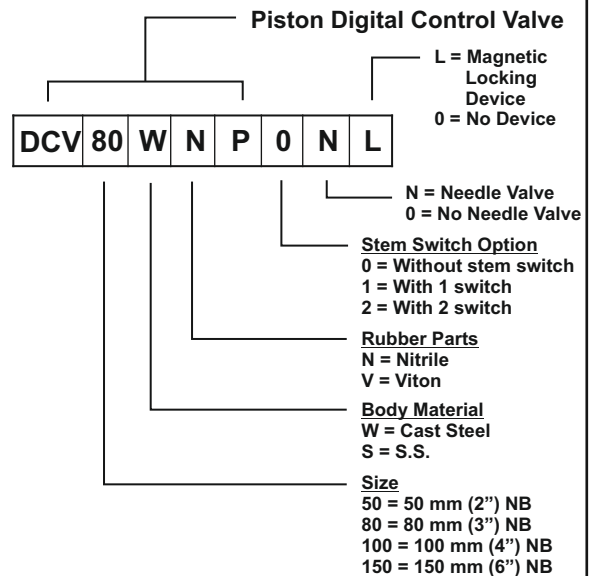 Piston Digital Control Valve
L = Magnetic
Locking
Device
0 = No Device
DCV 80 W N P 0 N L
N = Needle Valve
0 = No Needle Valve
Stem Switch Option
0 = Without stem switch
1 = With 1 switch
2 = With 2 switch
Rubber Parts
N = Nitrile
V = Viton
Body Material
W = Cast Steel
S = S.S.
Size
50 = 50 mm (2”) NB
80 = 80 mm (3”) NB
100 = 100 mm (4”) NB
150 = 150 mm (6”) NB